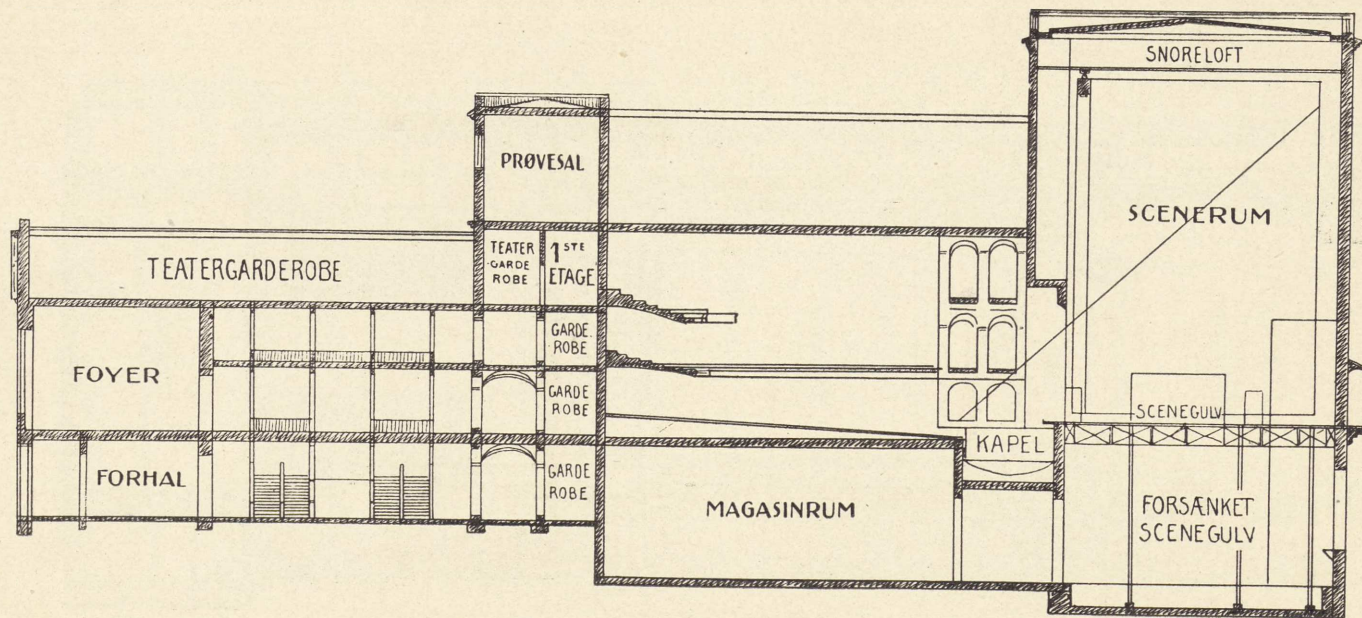 SNORELOFT
PRØVESAL
SCENERUM
TEATERGARDEROBE
TEATER
GARDE
ROBE
1STE
ETAGE
GARDE.
ROBE
FOYER
GARDE
ROBE
SCENEGULV
KAPEL
FORHAL
GARDE
ROBE
MAGASINRUM
FORSÆNKET
SCENEGULV